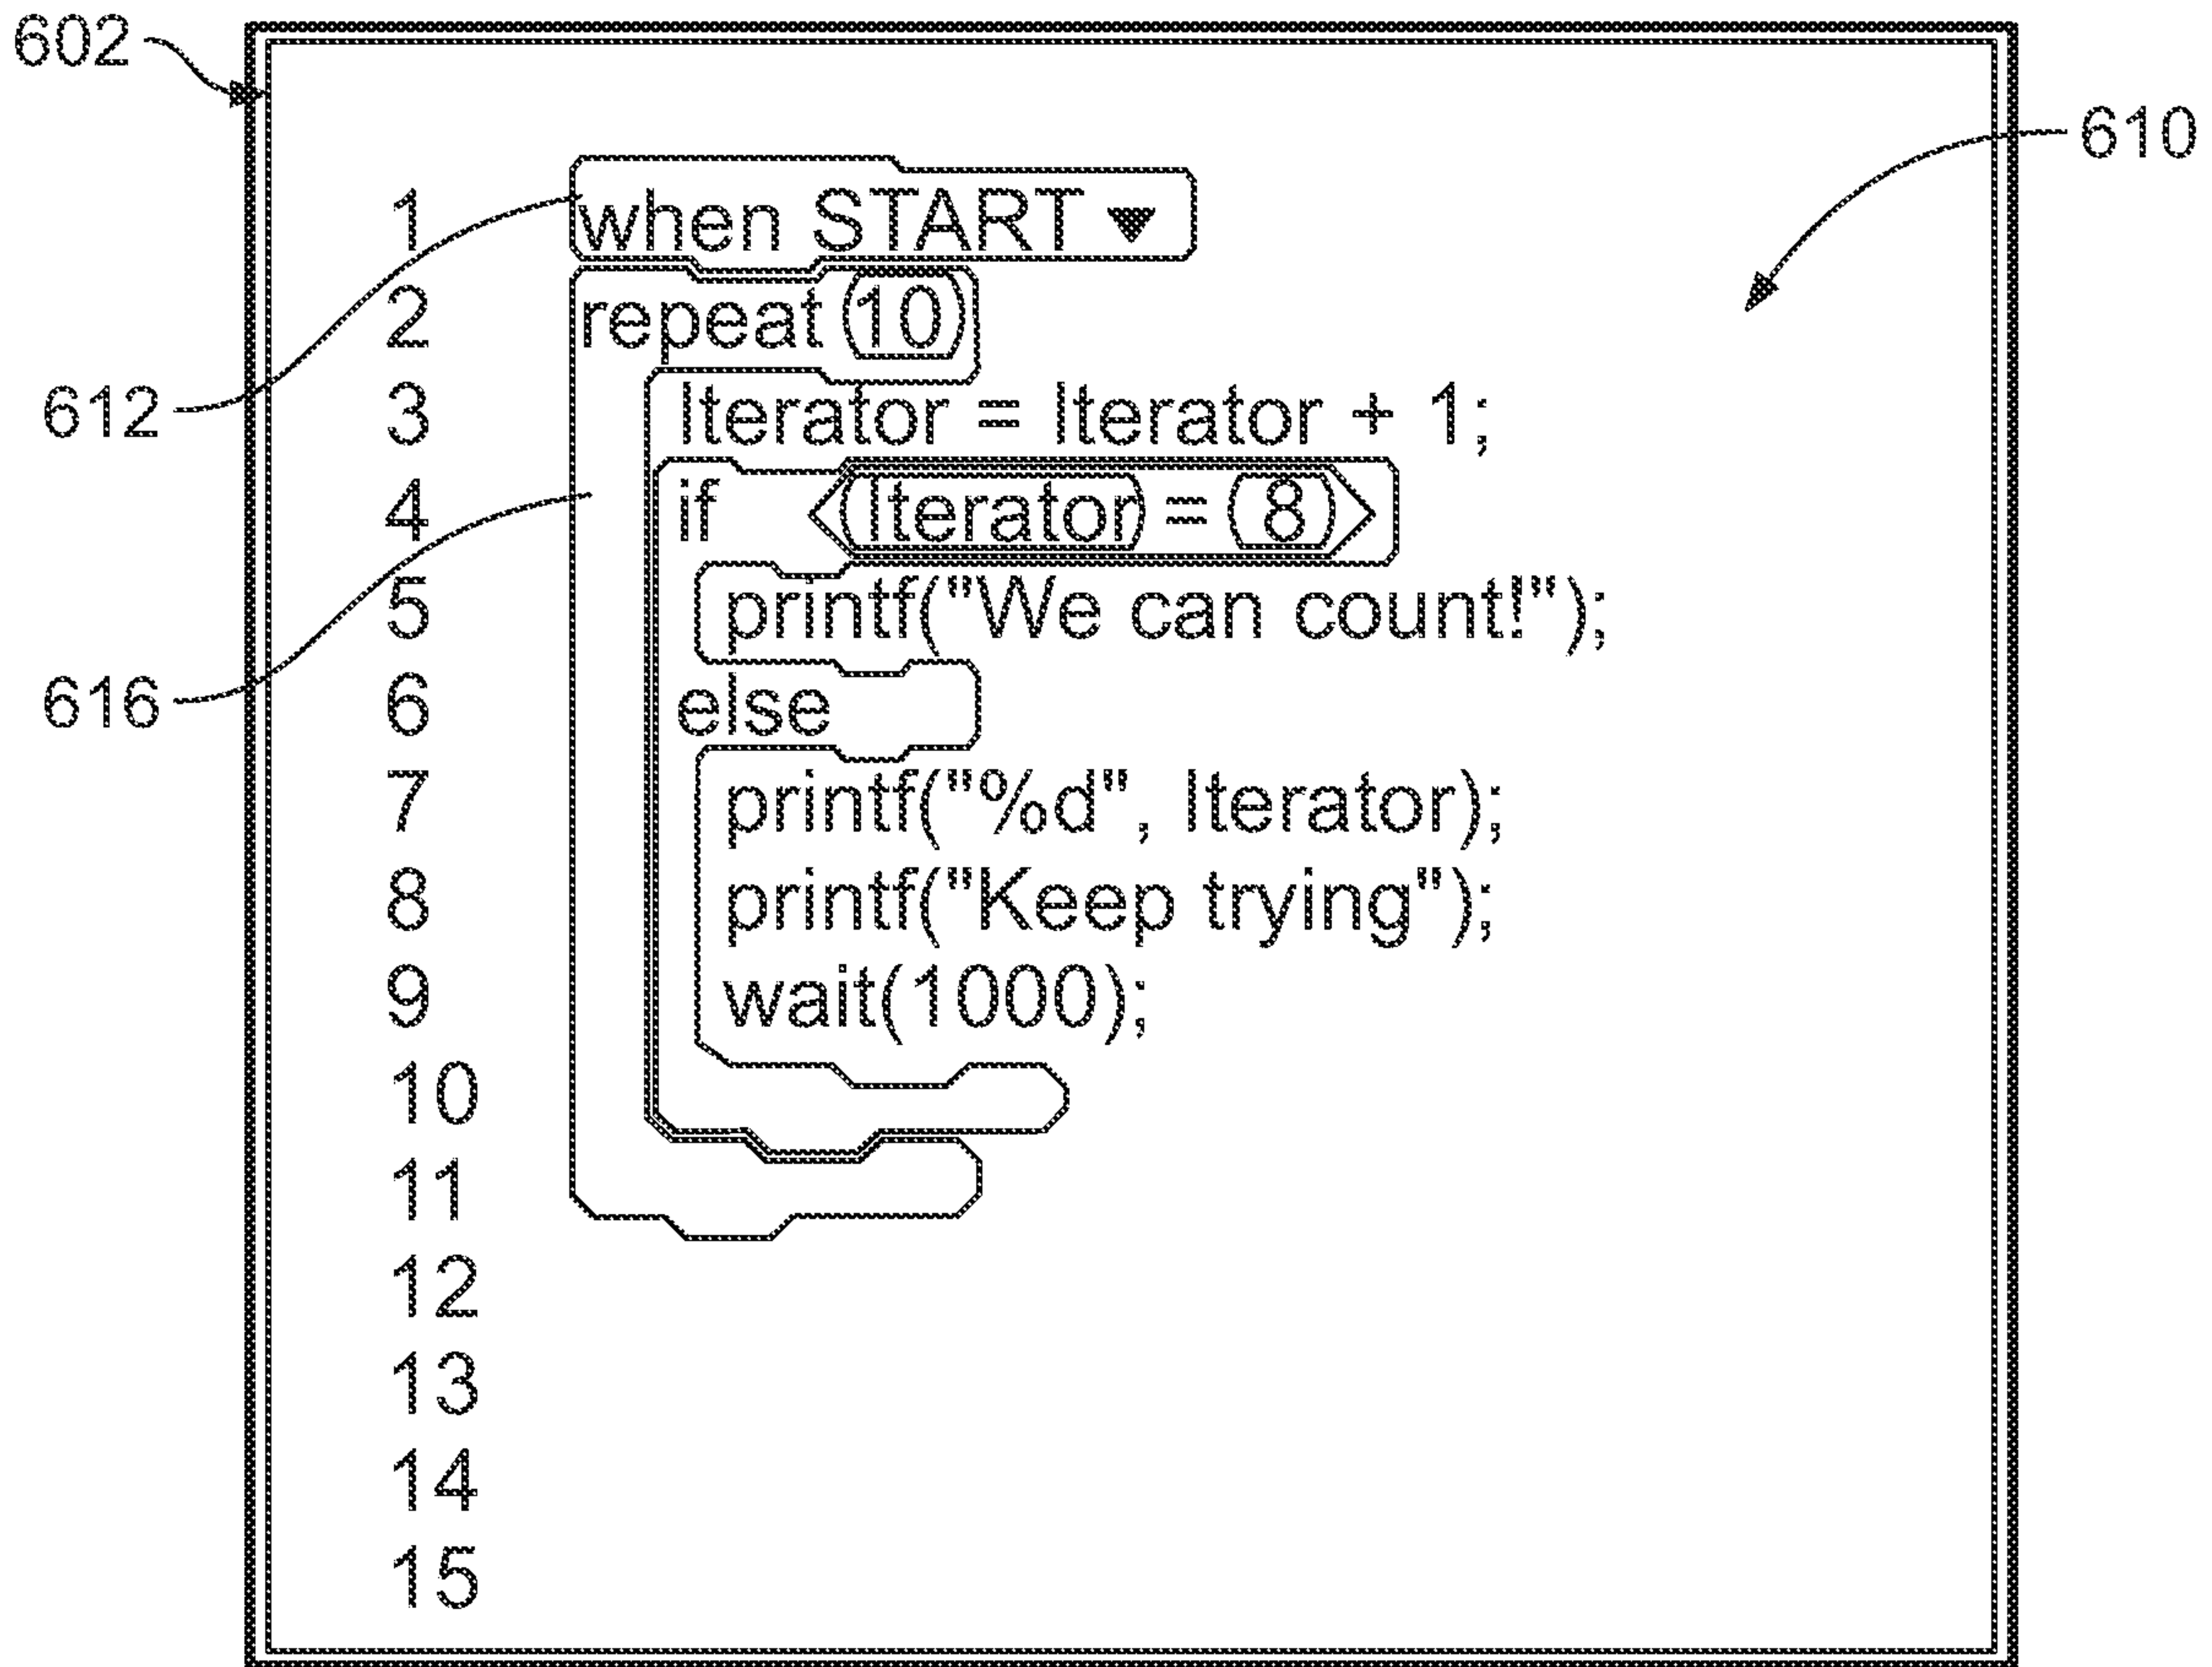 602
610
1 when START
2 repeat 10
612
3 Iterator = Iterator + 1;
4 if Iterator = 8
5 printf("We can count!");
616
6 else
7 printf("%d", Iterator);
8 printf("Keep trying");
9 wait(1000);
10
11
12
13
14
15